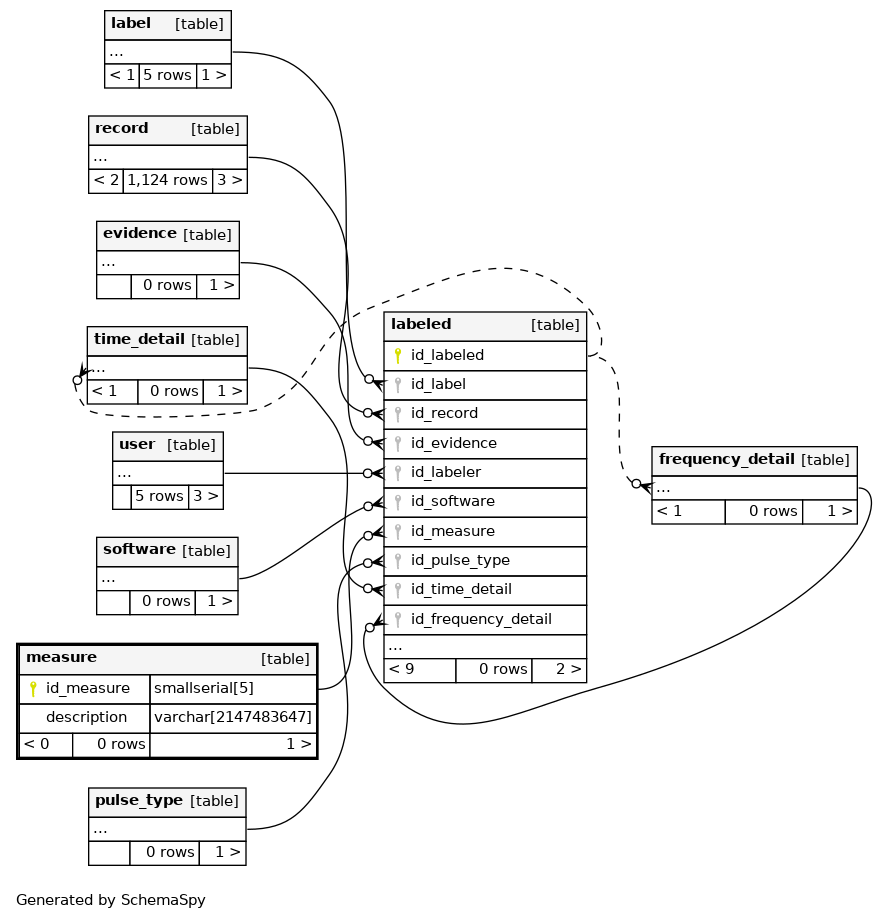 label [table]
...
< 1 5 rows 1 >
record [table]
...
< 2 1,124 rows 3 >
evidence [table]
...
0 rows 1 >
time_detail [table]
...
< 1 0 rows 1 >
user [table]
...
5 rows 3 >
software [table]
...
0 rows 1 >
measure [table]
id_measure smallserial[5]
description varchar[2147483647]
< 0 0 rows 1 >
pulse_type [table]
...
0 rows 1 >
labeled [table]
id_labeled
id_label
id_record
id_evidence
id_labeler
id_software
id_measure
id_pulse_type
id_time_detail
id_frequency_detail
...
< 9 0 rows 2 >
frequency_detail [table]
...
< 1 0 rows 1 >
Generated by SchemaSpy